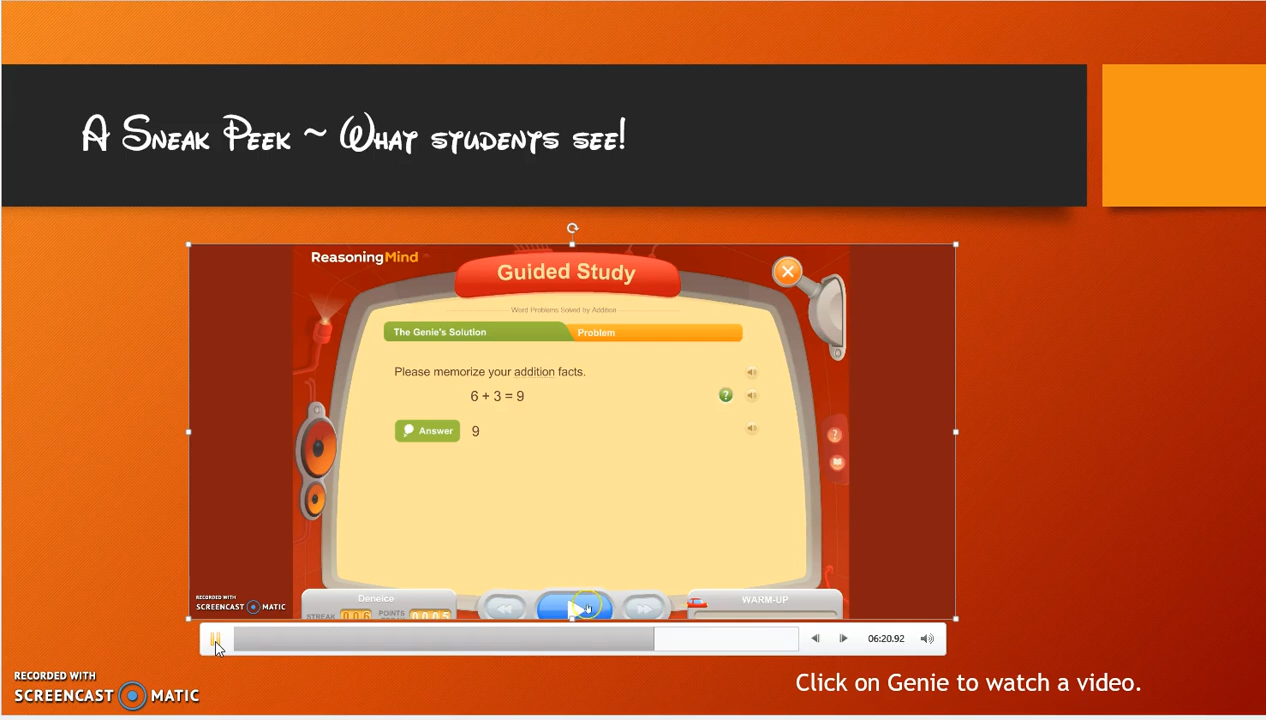 A Sneak Peek ~ What students see!
ReasoningMind
Guided Study
Word Problems Solved by Addition
The Genie's Solution
Problem
Please memorize your addition facts.
6 + 3 = 9
?
Answer
9
?
RECORDED WITH
SCREENCAST MATIC
Deneice
STREAK
POINTS
WARM-UP
06:20.92
RECORDED WITH
SCREENCAST MATIC
Click on Genie to watch a video.